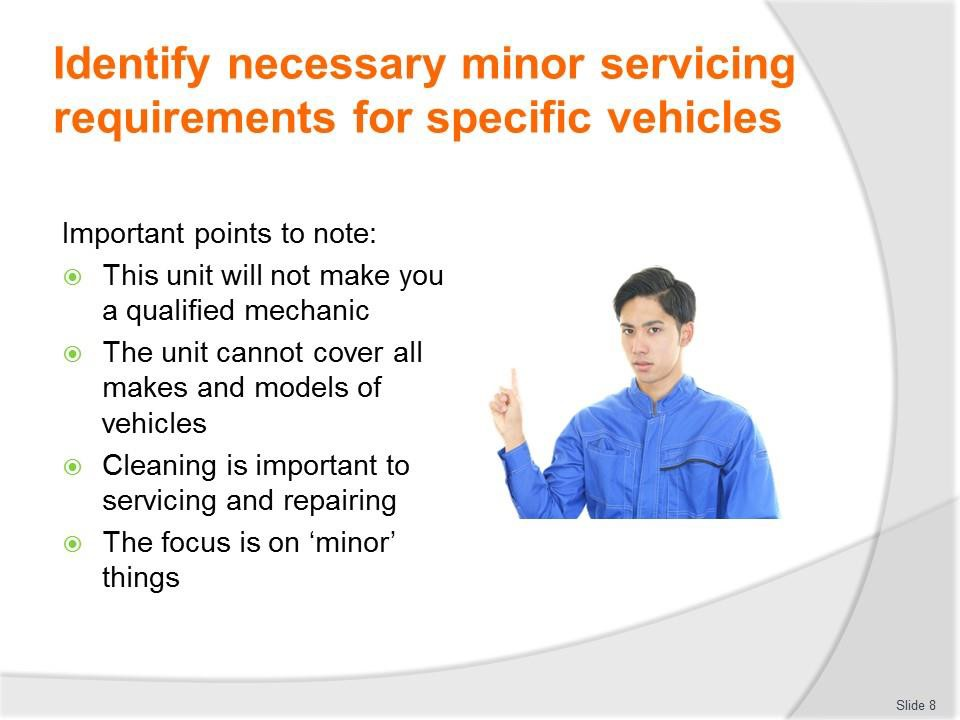 Identify necessary minor servicing
requirements for specific vehicles
Important points to note:
This unit will not make you
a qualified mechanic
The unit cannot cover all
makes and models of
vehicles
Cleaning is important to
servicing and repairing
The focus is on ‘minor’
things
Slide 8